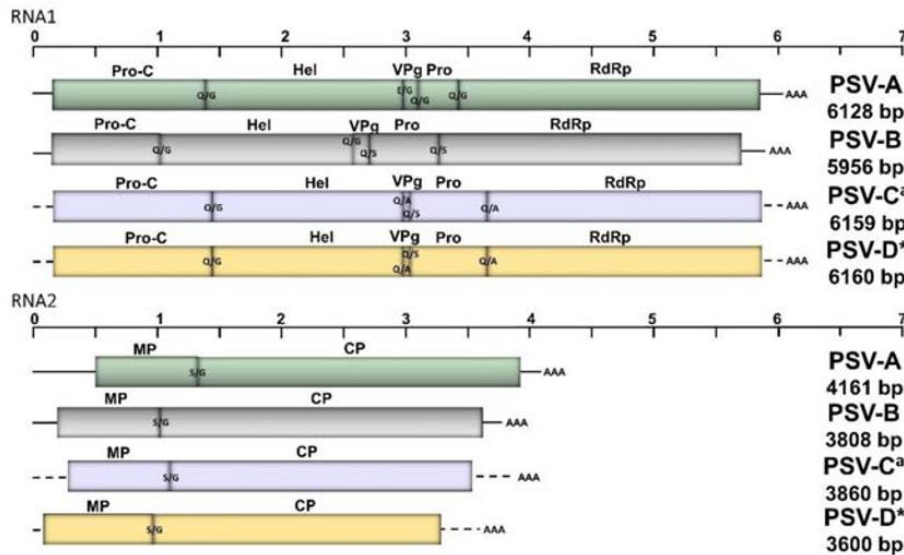 RNA1
0 1 2 3 4 5 6 7
Pro-C Hel VPg Pro RdRp
Q/G E/G Q/G Q/G AAA
PSV-A
6128 bp
Pro-C Hel VPg Pro RdRp
Q/G Q/G Q/S Q/G AAA
PSV-B
5956 bp
Pro-C Hel VPg Pro RdRp
Q/G Q/A Q/S Q/A AAA
PSV-Cª
6159 bp
Pro-C Hel VPg Pro RdRp
Q/G Q/S Q/A Q/A AAA
PSV-D*
6160 bp
RNA2
0 1 2 3 4 5 6 7
MP CP
S/G AAA
PSV-A
4161 bp
MP CP
S/G AAA
PSV-B
3808 bp
MP CP
S/G AAA
PSV-Cª
3860 bp
MP CP
S/G AAA
PSV-D*
3600 bp